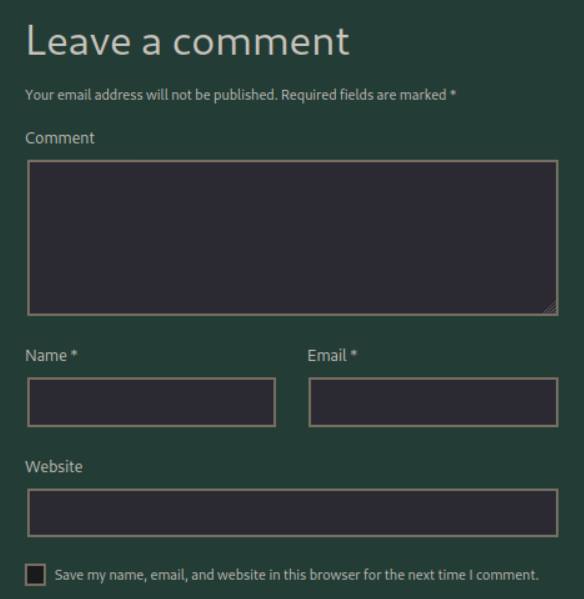 Leave a comment
Your email address will not be published. Required fields are marked *
Comment
Name * Email *
Website
Save my name, email, and website in this browser for the next time I comment.